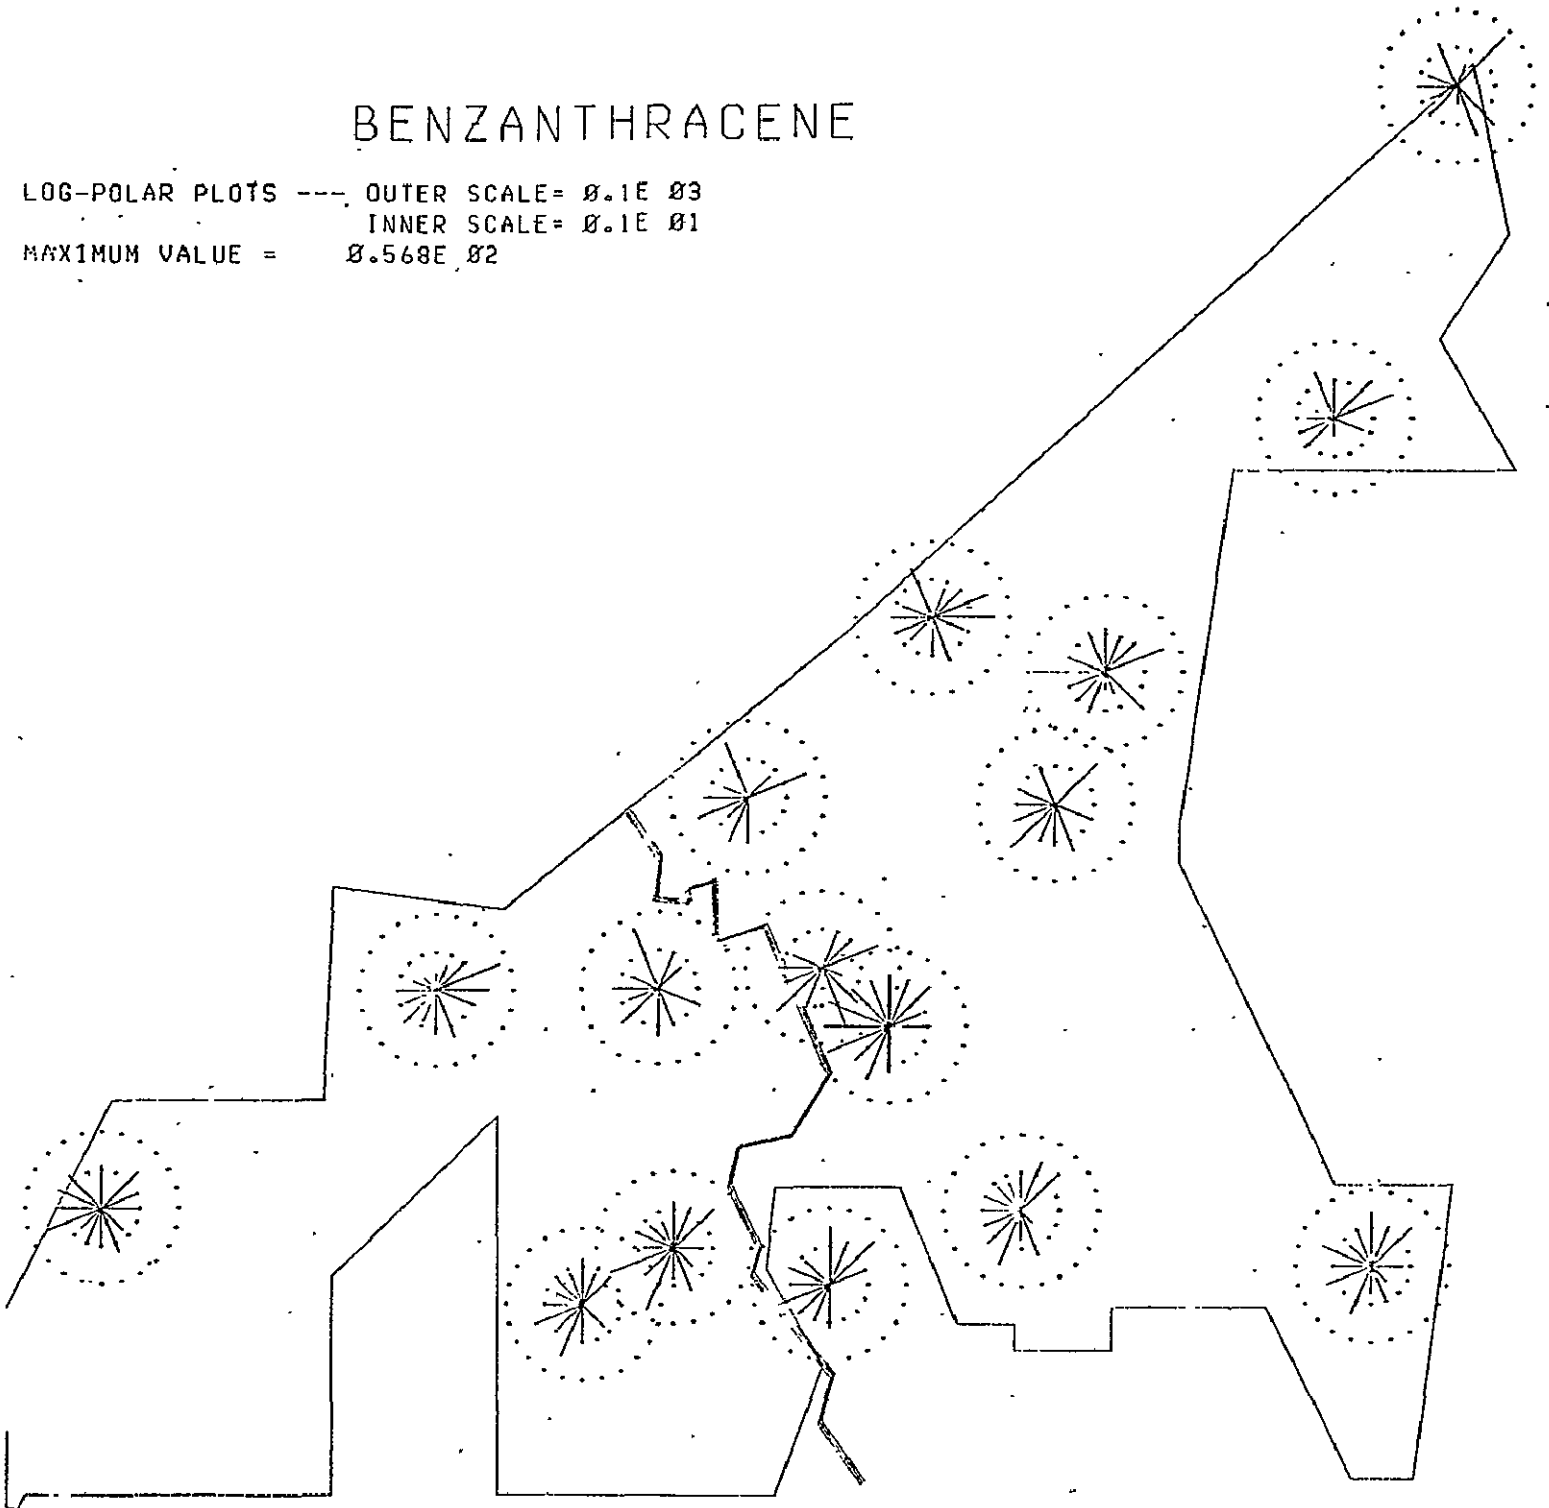 BENZANTHRACENE
LOG-POLAR PLOTS --- OUTER SCALE= Ø.1E Ø3
INNER SCALE= Ø.1E Ø1
MAXIMUM VALUE = Ø.568E Ø2